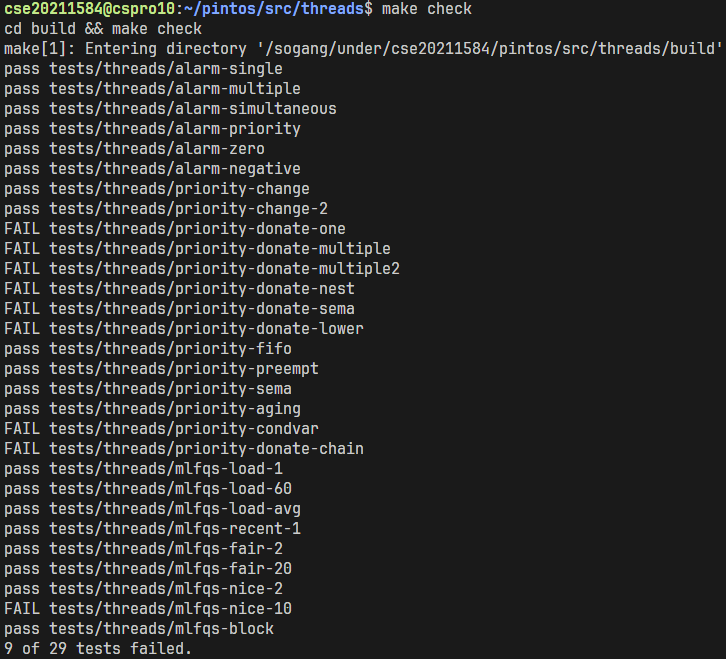 cse20211584@cspro10:~/pintos/src/threads$ make check
cd build && make check
make[1]: Entering directory '/sogang/under/cse20211584/pintos/src/threads/build'
pass tests/threads/alarm-single
pass tests/threads/alarm-multiple
pass tests/threads/alarm-simultaneous
pass tests/threads/alarm-priority
pass tests/threads/alarm-zero
pass tests/threads/alarm-negative
pass tests/threads/priority-change
pass tests/threads/priority-change-2
FAIL tests/threads/priority-donate-one
FAIL tests/threads/priority-donate-multiple
FAIL tests/threads/priority-donate-multiple2
FAIL tests/threads/priority-donate-nest
FAIL tests/threads/priority-donate-sema
FAIL tests/threads/priority-donate-lower
pass tests/threads/priority-fifo
pass tests/threads/priority-preempt
pass tests/threads/priority-sema
pass tests/threads/priority-aging
FAIL tests/threads/priority-condvar
FAIL tests/threads/priority-donate-chain
pass tests/threads/mlfqs-load-1
pass tests/threads/mlfqs-load-60
pass tests/threads/mlfqs-load-avg
pass tests/threads/mlfqs-recent-1
pass tests/threads/mlfqs-fair-2
pass tests/threads/mlfqs-fair-20
pass tests/threads/mlfqs-nice-2
FAIL tests/threads/mlfqs-nice-10
pass tests/threads/mlfqs-block
9 of 29 tests failed.